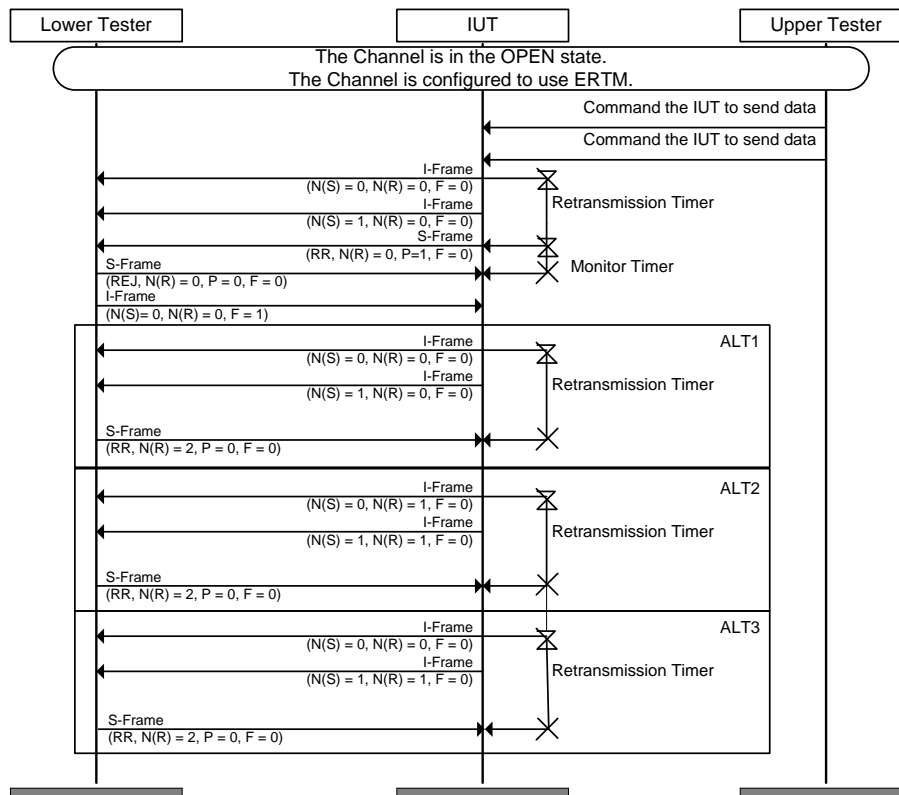 Lower Tester
IUT
Upper Tester
The Channel is in the OPEN state.
The Channel is configured to use ERTM.
Command the IUT to send data
Command the IUT to send data
I-Frame
(N(S) = 0, N(R) = 0, F = 0)
I-Frame
(N(S) = 1, N(R) = 0, F = 0)
Retransmission Timer
S-Frame
(RR, N(R) = 0, P=1, F = 0)
S-Frame
(REJ, N(R) = 0, P = 0, F = 0)
Monitor Timer
I-Frame
(N(S)= 0, N(R) = 0, F = 1)
ALT1
I-Frame
(N(S) = 0, N(R) = 0, F = 0)
I-Frame
(N(S) = 1, N(R) = 0, F = 0)
Retransmission Timer
S-Frame
(RR, N(R) = 2, P = 0, F = 0)
ALT2
I-Frame
(N(S) = 0, N(R) = 1, F = 0)
I-Frame
(N(S) = 1, N(R) = 1, F = 0)
Retransmission Timer
S-Frame
(RR, N(R) = 2, P = 0, F = 0)
ALT3
I-Frame
(N(S) = 0, N(R) = 0, F = 0)
I-Frame
(N(S) = 1, N(R) = 1, F = 0)
Retransmission Timer
S-Frame
(RR, N(R) = 2, P = 0, F = 0)